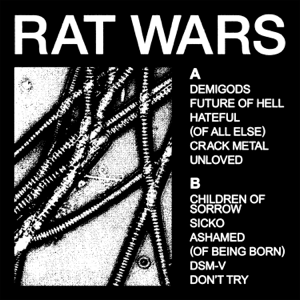 RAT WARS
A
DEMIGODS
FUTURE OF HELL
HATEFUL
(OF ALL ELSE)
CRACK METAL
UNLOVED
B
CHILDREN OF
SORROW
SICKO
ASHAMED
(OF BEING BORN)
DSM-V
DON'T TRY